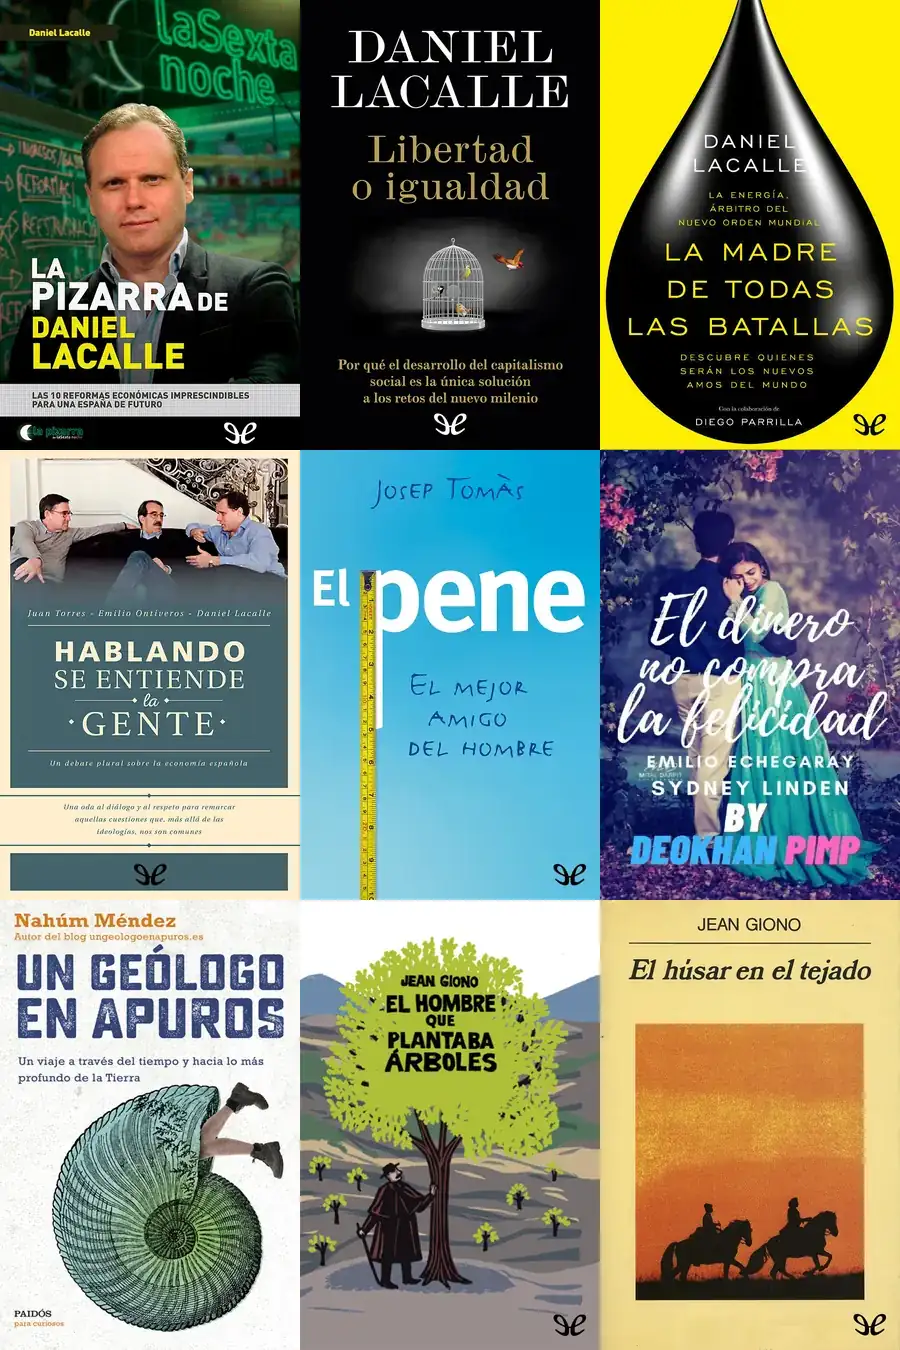 Daniel Lacalle
laSexta
noche
LA
PIZARRA DE
DANIEL
LACALLE
LAS 10 REFORMAS ECONÓMICAS IMPRESCINDIBLES
PARA UNA ESPAÑA DE FUTURO
la pizarra
DANIEL
LACALLE
Libertad
o igualdad
Por qué el desarrollo del capitalismo
social es la única solución
a los retos del nuevo milenio
DANIEL
LACALLE
LA ENERGÍA,
ÁRBITRO DEL
NUEVO ORDEN MUNDIAL
LA MADRE
DE TODAS
LAS BATALLAS
DESCUBRE QUIENES
SERÁN LOS NUEVOS
AMOS DEL MUNDO
Con la colaboración de
DIEGO PARRILLA
Juan Torres - Emilio Ontiveros - Daniel Lacalle
HABLANDO
SE ENTIENDE
la
GENTE
Un debate plural sobre la economía española
Una oda al diálogo y al respeto para remarcar
aquellas cuestiones que, más allá de las
ideologías, nos son comunes
JOSEP TOMÀS
El pene
EL MEJOR
AMIGO
DEL HOMBRE
El dinero
no compra
la felicidad
EMILIO ECHEGARAY
SYDNEY LINDEN
BY
DEOKHAN PIMP
Nahúm Méndez
Autor del blog ungeologoenapuros.es
UN GEÓLOGO
EN APUROS
Un viaje a través del tiempo y hacia lo más
profundo de la Tierra
PAIDÓS
para curiosos
JEAN GIONO
EL HOMBRE
QUE
PLANTABA
ÁRBOLES
JEAN GIONO
El húsar en el tejado